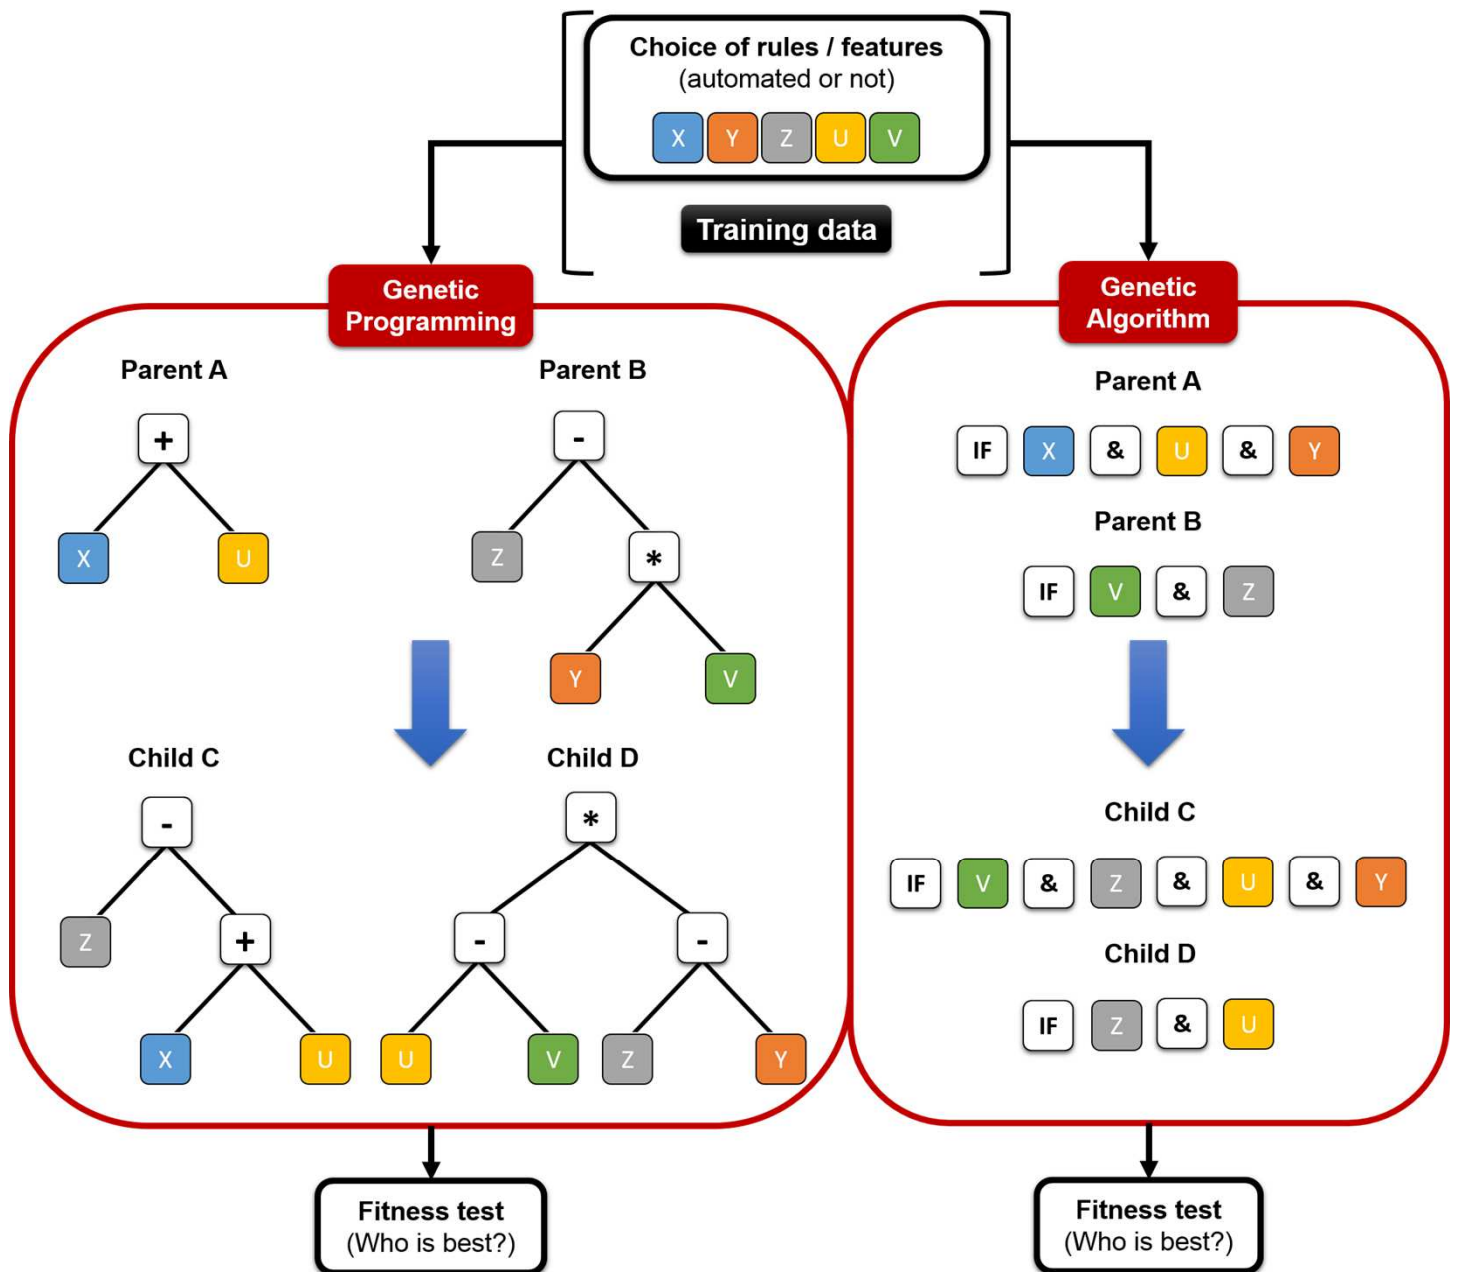 Choice of rules / features
(automated or not)
X Y Z U V
Training data
Genetic
Programming
Parent A
+
X U
Parent B
-
Z *
Y V
Child C
-
Z +
X U
Child D
*
- -
U V Z Y
Fitness test
(Who is best?)
Genetic
Algorithm
Parent A
IF X & U & Y
Parent B
IF V & Z
Child C
IF V & Z & U & Y
Child D
IF Z & U
Fitness test
(Who is best?)